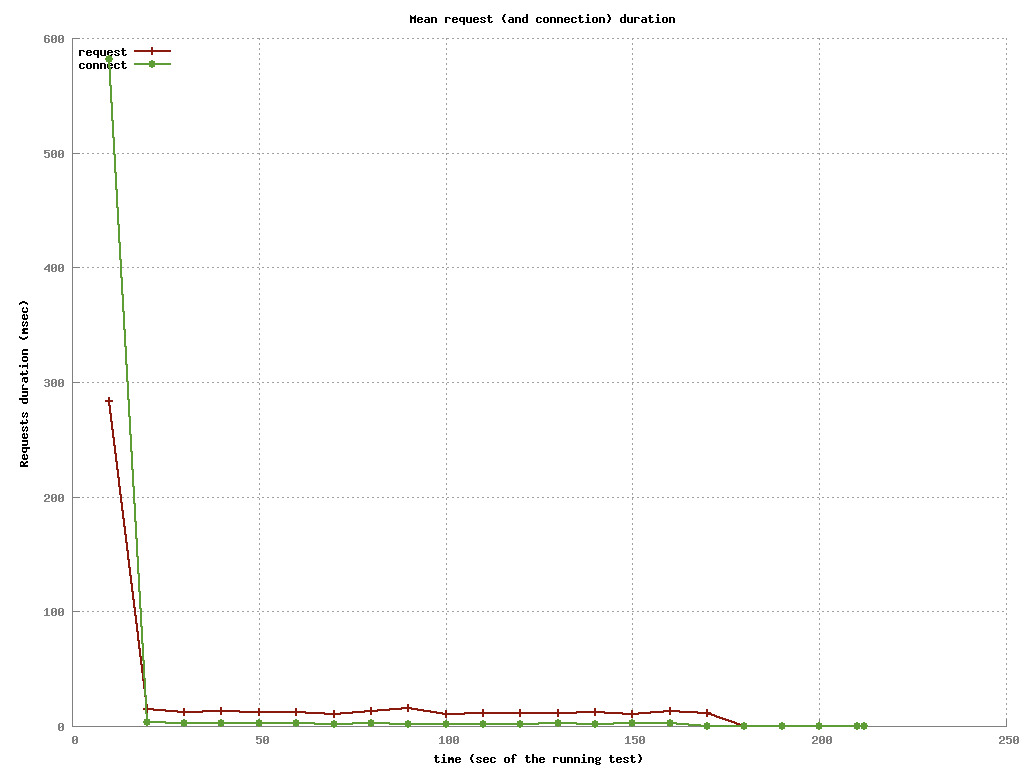 Mean request (and connection) duration
600
request
connect
500
400
300
200
100
0
Requests duration (msec)
0 50 100 150 200 250
time (sec of the running test)